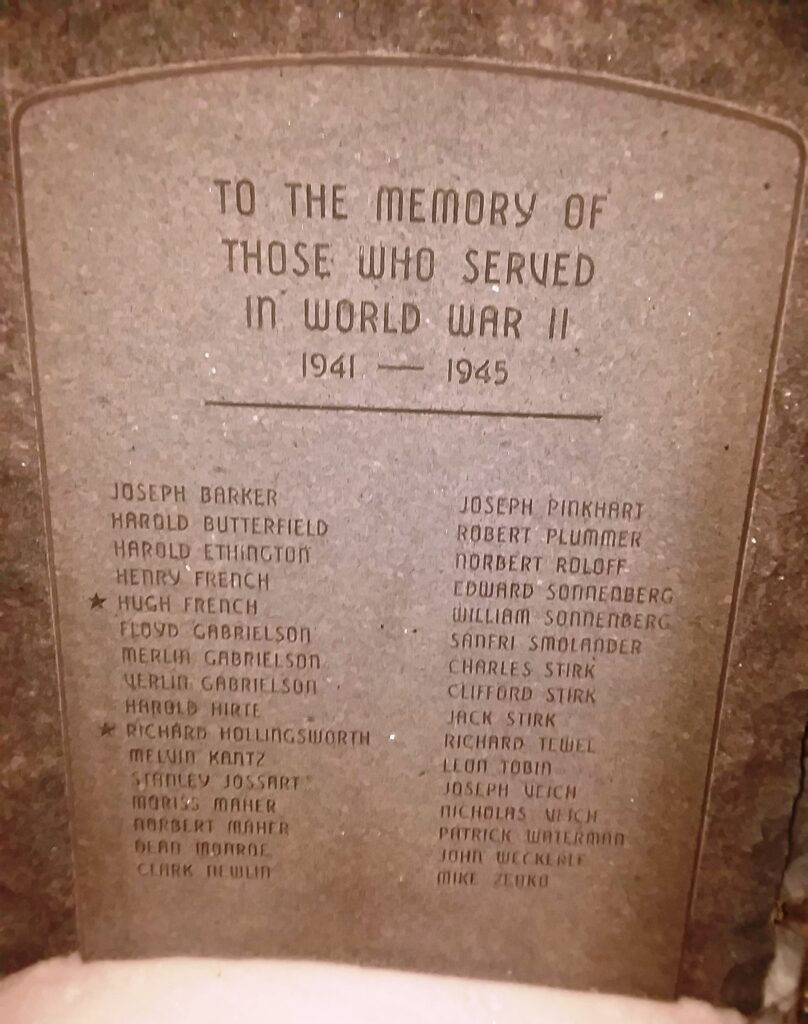 TO THE MEMORY OF
THOSE WHO SERVED
IN WORLD WAR II
1941 — 1945
JOSEPH BARKER
HAROLD BUTTERFIELD
HAROLD ETHINGTON
HENRY FRENCH
★ HUGH FRENCH
FLOYD GABRIELSON
MERLIN GABRIELSON
VERLIN GABRIELSON
HAROLD HIRTE
★ RICHARD HOLLINGSWORTH
MELVIN KANTZ
STANLEY JOSSART
MORISS MAHER
NORBERT MAHER
DEAN MONROE
CLARK NEWLIN
JOSEPH PINKHART
ROBERT PLUMMER
NORBERT ROLOFF
EDWARD SONNENBERG
WILLIAM SONNENBERG
SANFRI SMOLANDER
CHARLES STIRK
CLIFFORD STIRK
JACK STIRK
RICHARD TEWEL
LEON TOBIN
JOSEPH VEICH
NICHOLAS VEICH
PATRICK WATERMAN
JOHN WECKERLE
MIKE ZENKO